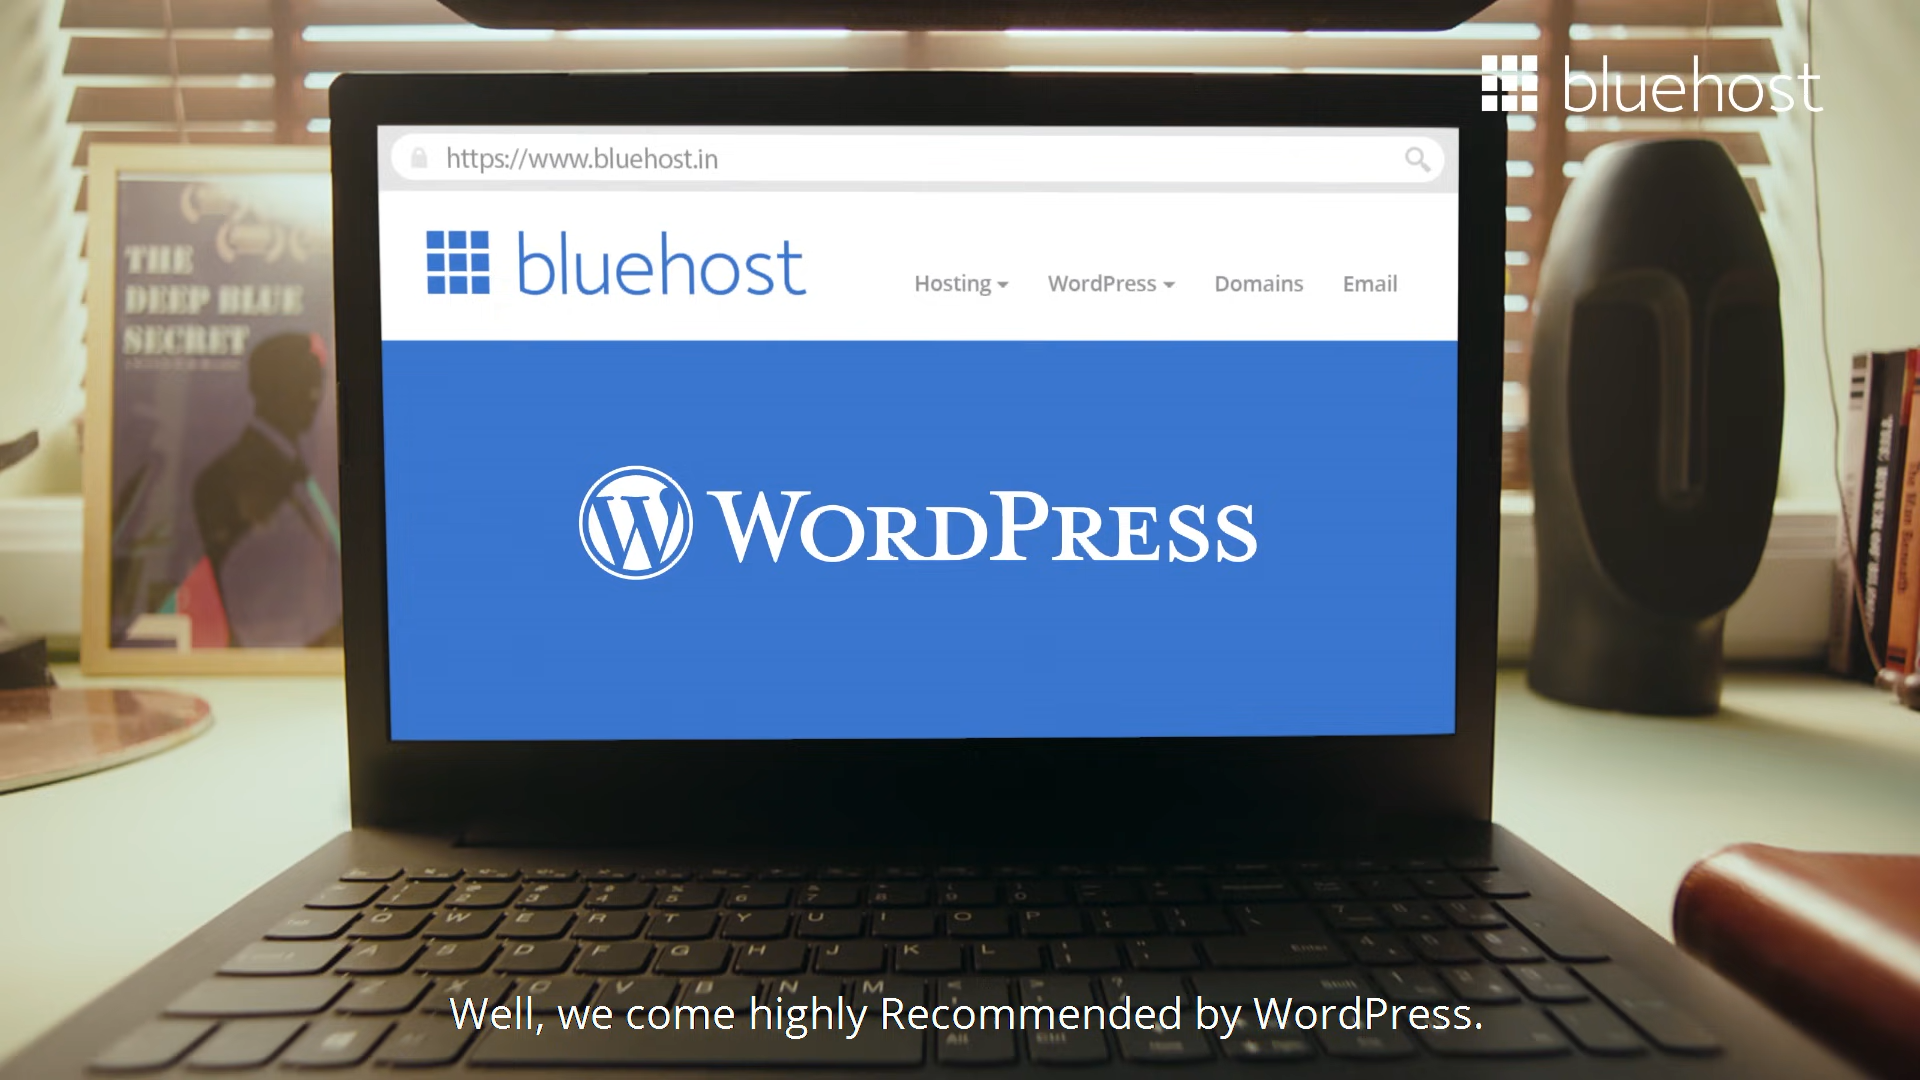 bluehost
https://www.bluehost.in
bluehost
Hosting WordPress Domains Email
WORDPRESS
THE
DEEP BLUE
SECRET
Q W E R T Y U I O P
A S D F G H J K L
Z X C V B N M
Well, we come highly Recommended by WordPress.